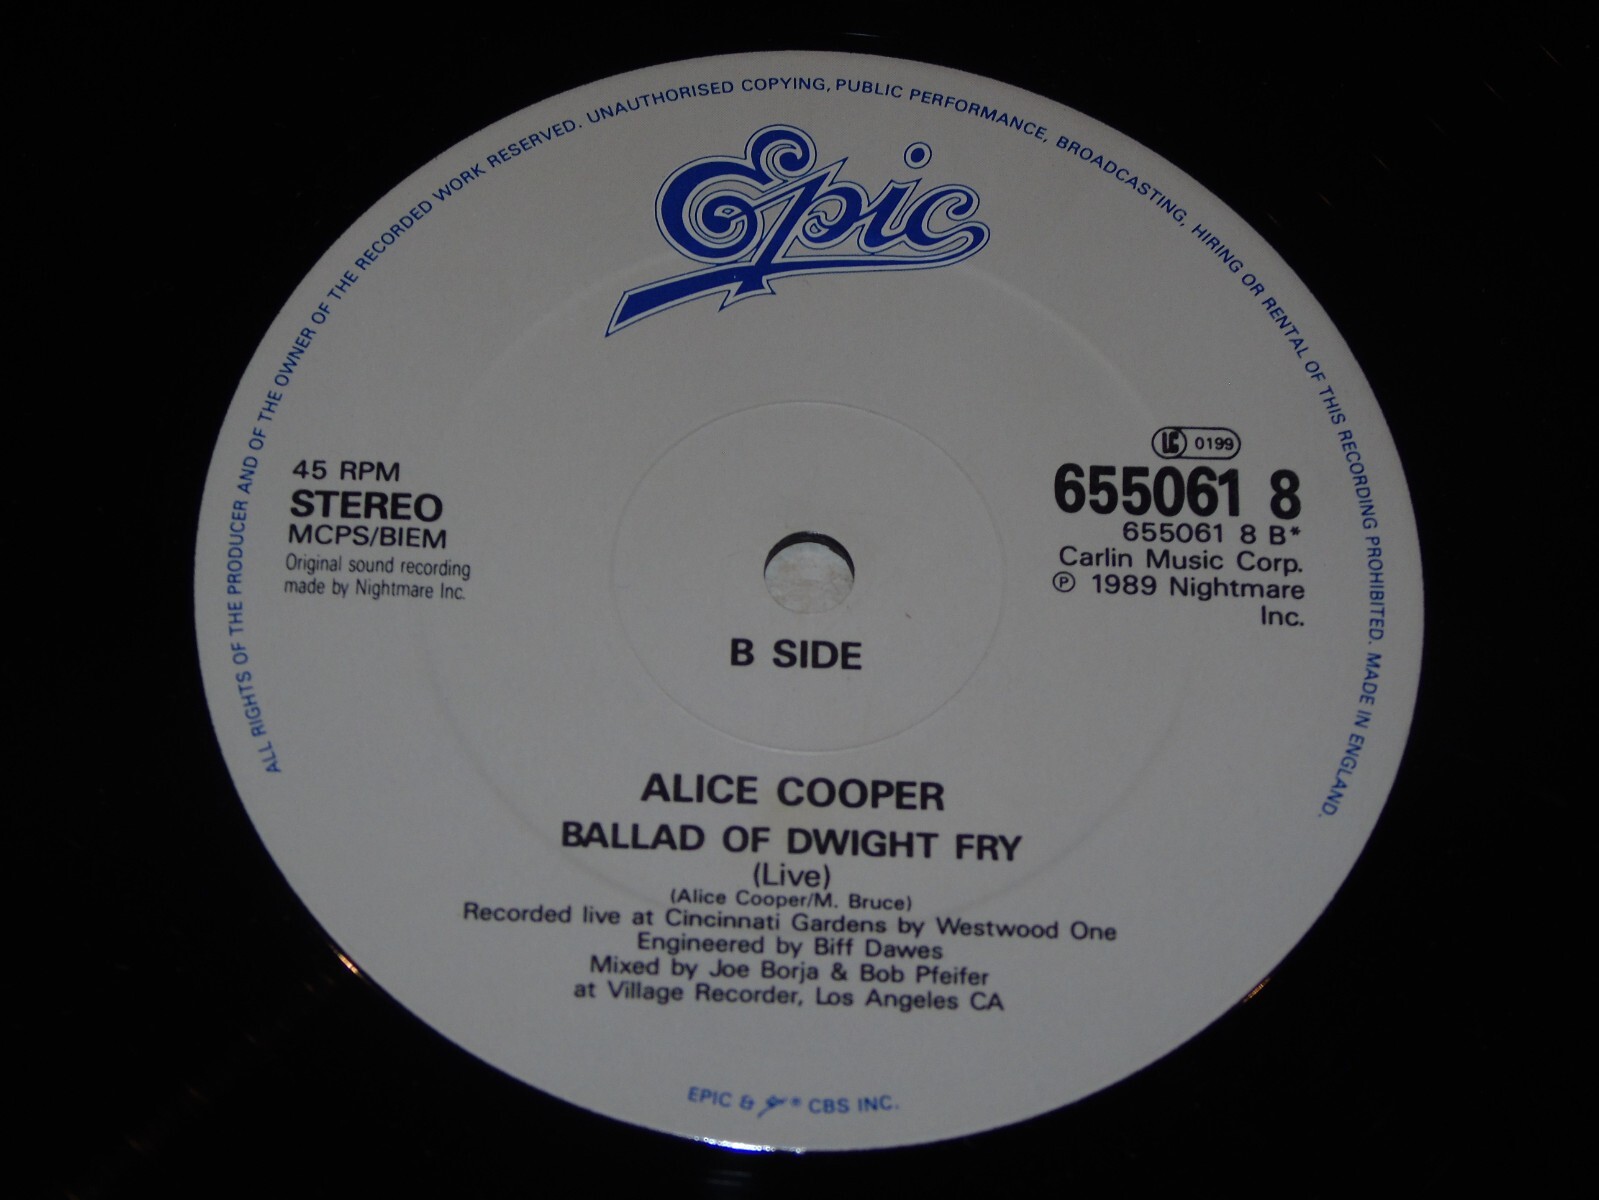 ALL RIGHTS OF THE PRODUCER AND OF THE OWNER OF THE RECORDED WORK RESERVED. UNAUTHORISED COPYING, PUBLIC PERFORMANCE, BROADCASTING, HIRING OR RENTAL OF THIS RECORDING PROHIBITED. MADE IN ENGLAND.
Epic
45 RPM
STEREO
MCPS/BIEM
Original sound recording
made by Nightmare Inc.
LC 0199
655061 8
655061 8 B*
Carlin Music Corp.
℗ 1989 Nightmare
Inc.
B SIDE
ALICE COOPER
BALLAD OF DWIGHT FRY
(Live)
(Alice Cooper/M. Bruce)
Recorded live at Cincinnati Gardens by Westwood One
Engineered by Biff Dawes
Mixed by Joe Borja & Bob Pfeifer
at Village Recorder, Los Angeles CA
EPIC & Epic ® CBS INC.